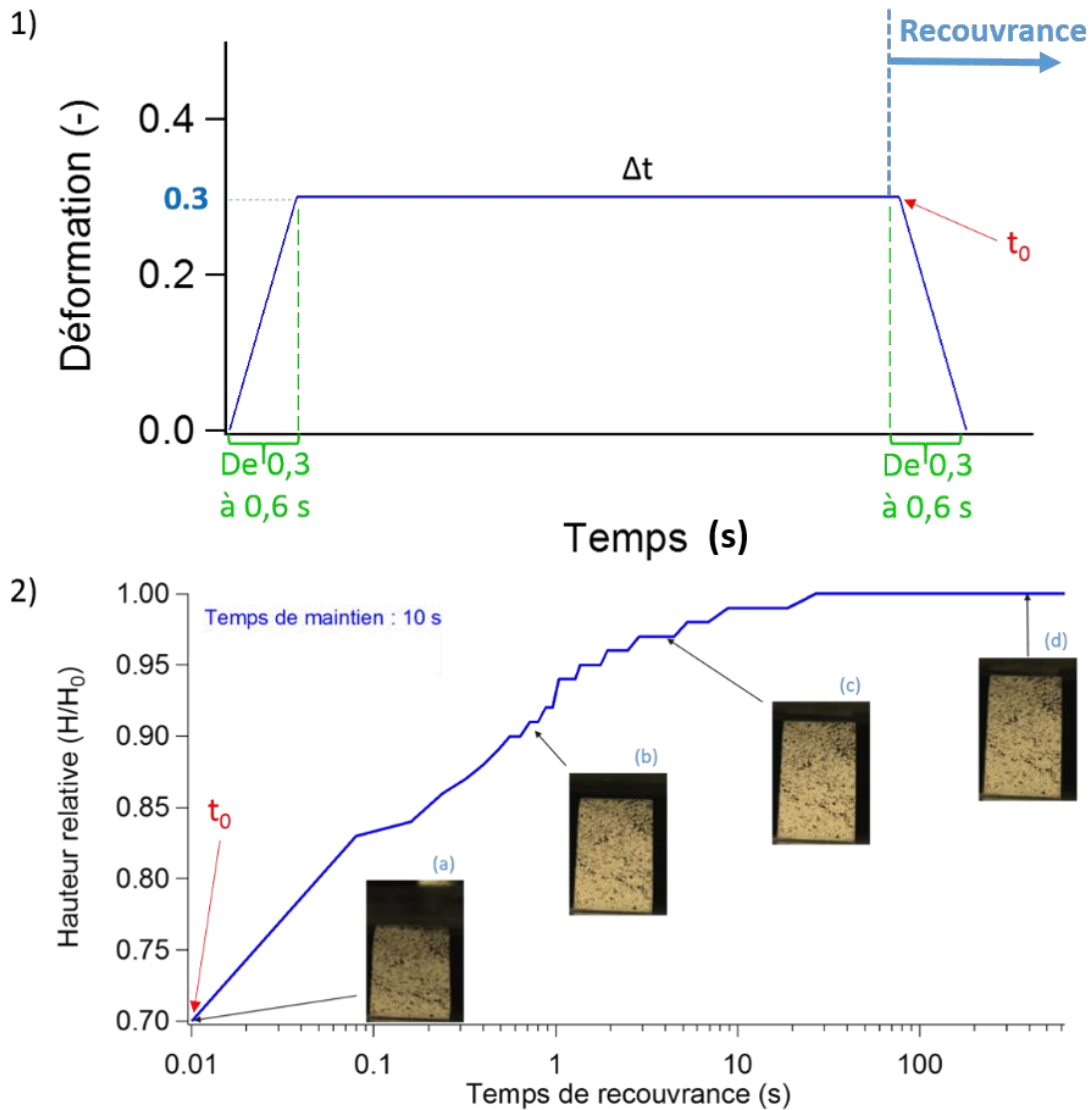 1)
Recouvrance
Déformation (-)
0.4
0.3
0.2
0.0
Δt
t0
De 0,3
à 0,6 s
De 0,3
à 0,6 s
Temps (s)
2)
Temps de maintien : 10 s
Hauteur relative (H/H0)
1.00
0.95
0.90
0.85
0.80
0.75
0.70
t0
(a)
(b)
(c)
(d)
0.01
0.1
1
10
100
Temps de recouvrance (s)